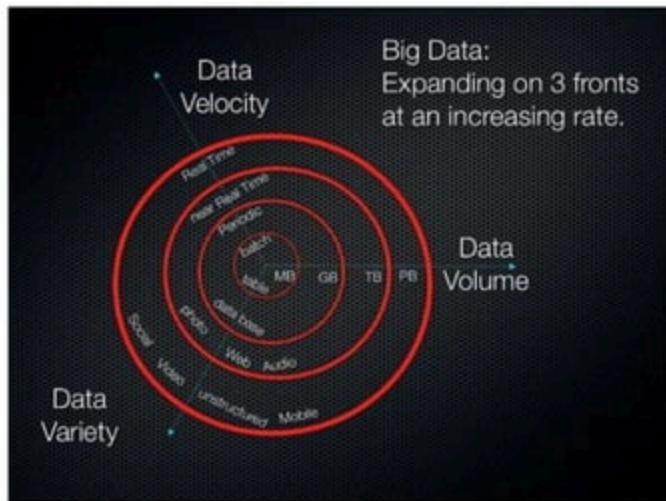 Big Data:
Expanding on 3 fronts
at an increasing rate.
Data
Velocity
Real Time
near Real Time
Periodic
batch
Data
Volume
MB GB TB PB
table
data base
photo Web Audio
Social Video unstructured Mobile
Data
Variety